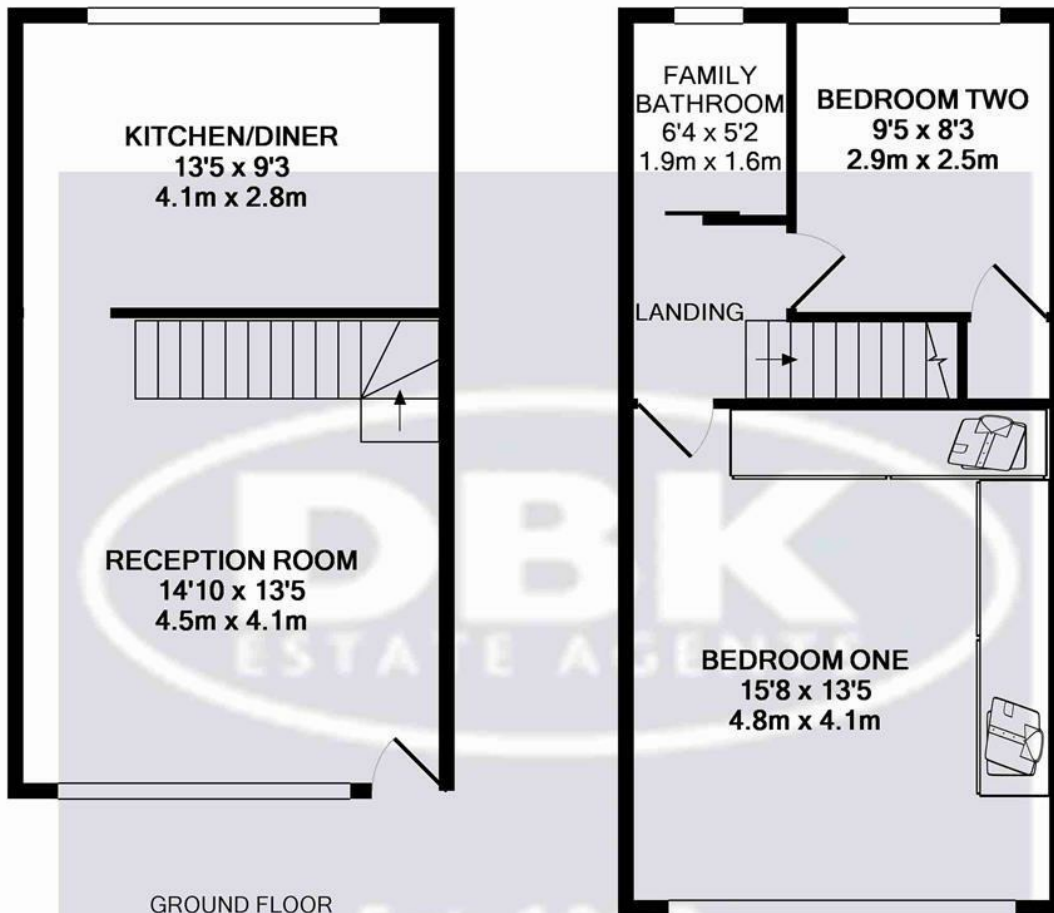 KITCHEN/DINER
13'5 x 9'3
4.1m x 2.8m
RECEPTION ROOM
14'10 x 13'5
4.5m x 4.1m
GROUND FLOOR
FAMILY
BATHROOM
6'4 x 5'2
1.9m x 1.6m
BEDROOM TWO
9'5 x 8'3
2.9m x 2.5m
LANDING
BEDROOM ONE
15'8 x 13'5
4.8m x 4.1m
DBK
ESTATE AGENTS